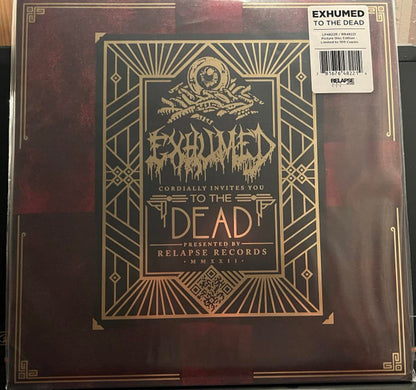 EXHUMED
TO THE DEAD
RELAPSE
EXHUMED
CORDIALLY INVITES YOU
TO THE
DEAD
PRESENTED BY
RELAPSE RECORDS
• MMXXII •